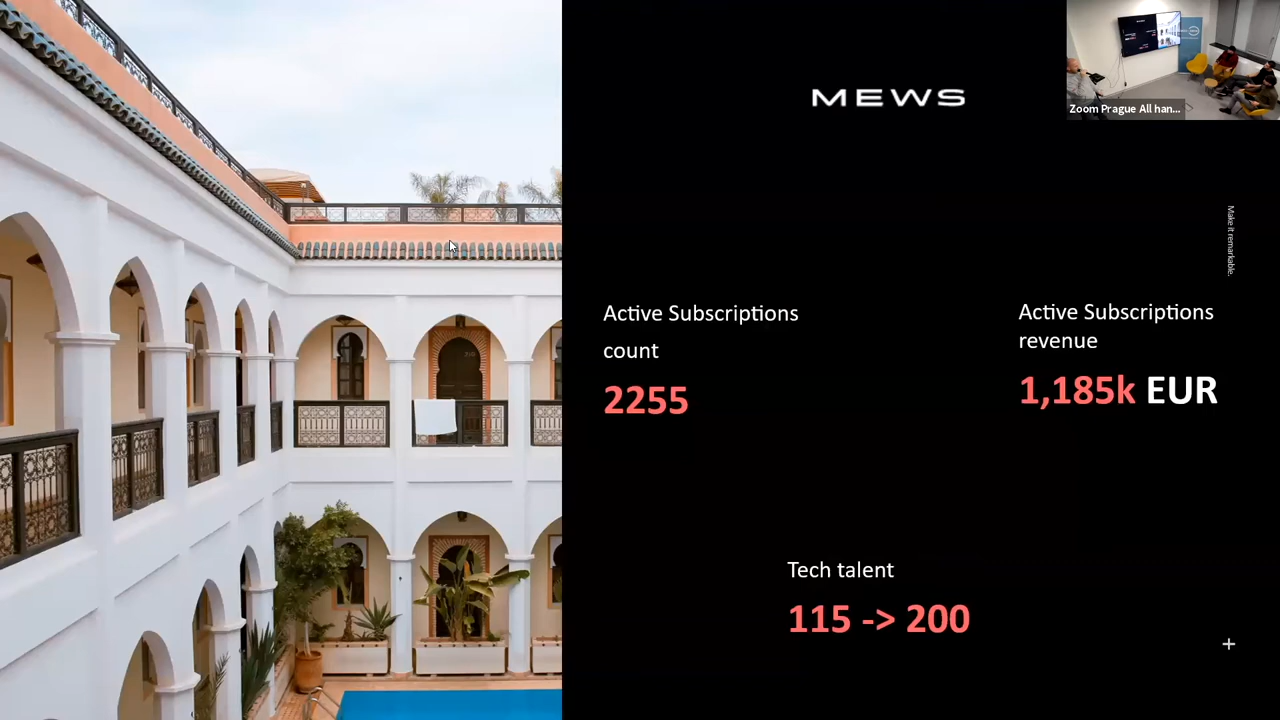 MEWS
Zoom Prague All han...
Make it remarkable.
Active Subscriptions
count
2255
Active Subscriptions
revenue
1,185k EUR
Tech talent
115 -> 200